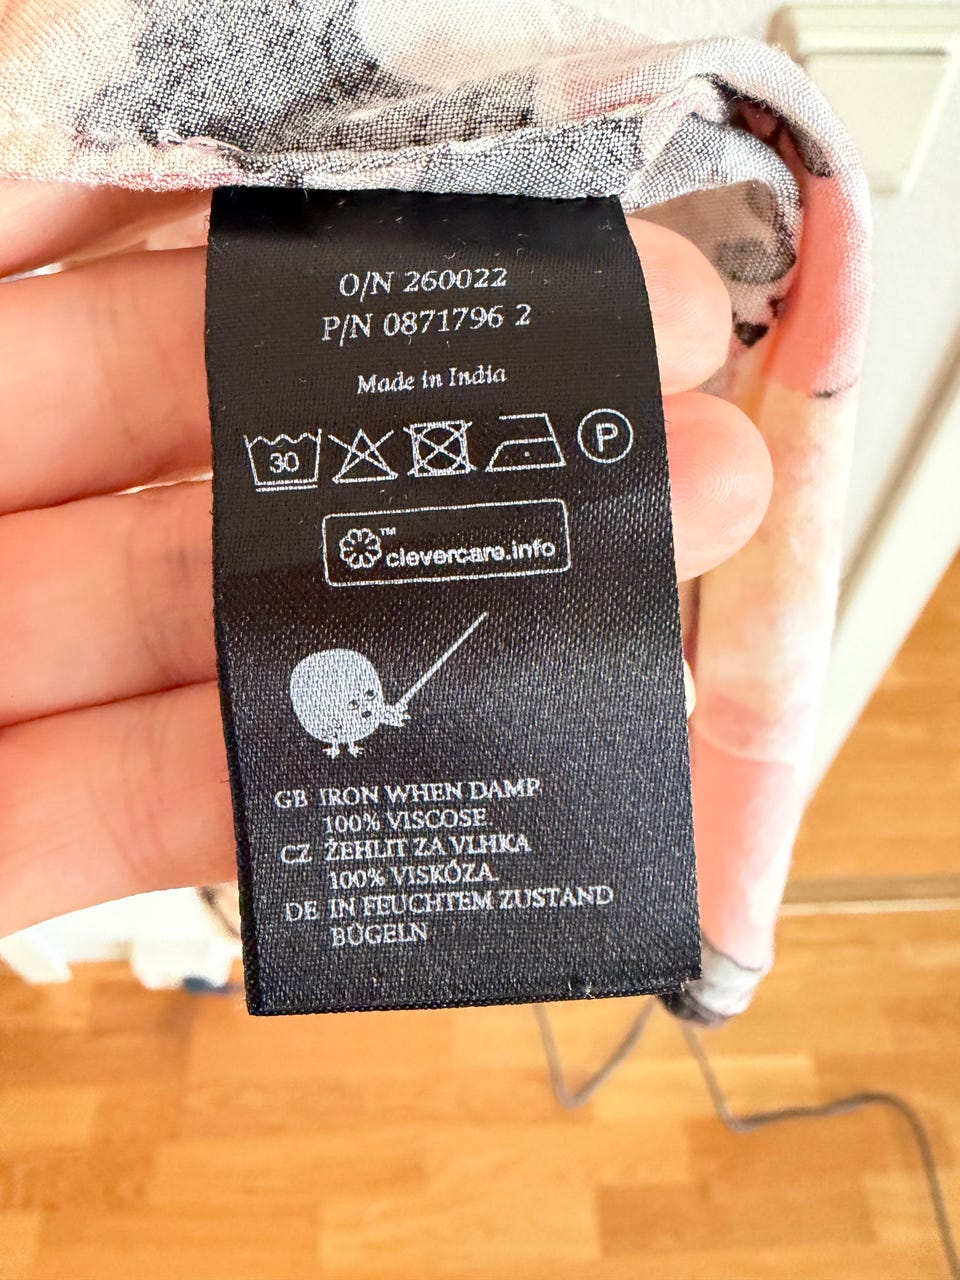 O/N 260022
P/N 0871796 2
Made in India
30
P
™
clevercare.info
GB IRON WHEN DAMP
100% VISCOSE.
CZ ŽEHLIT ZA VLHKA
100% VISKÓZA.
DE IN FEUCHTEM ZUSTAND
BÜGELN